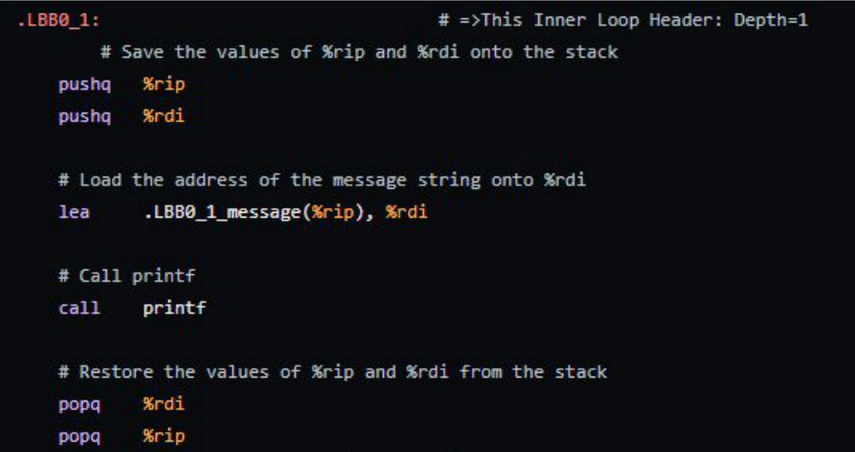 .LBB0_1:                                # =>This Inner Loop Header: Depth=1
        # Save the values of %rip and %rdi onto the stack
    pushq   %rip
    pushq   %rdi
    # Load the address of the message string onto %rdi
    lea     .LBB0_1_message(%rip), %rdi
    # Call printf
    call    printf
    # Restore the values of %rip and %rdi from the stack
    popq    %rdi
    popq    %rip